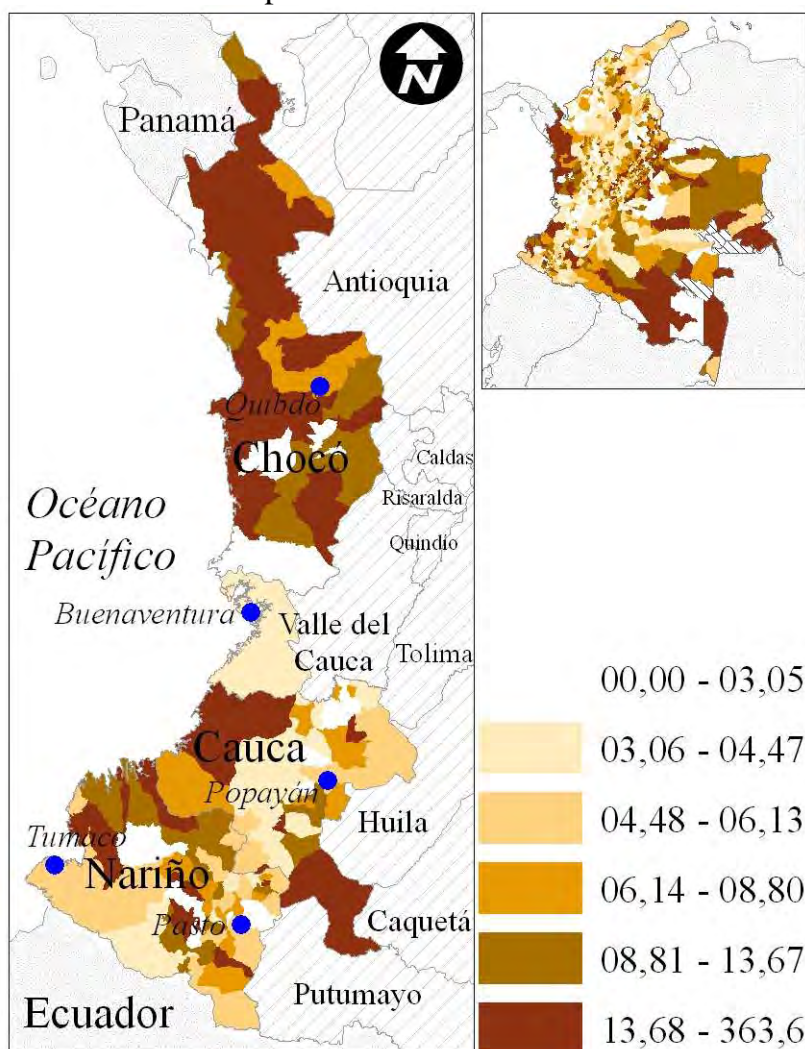 N
Panamá
Antioquia
Quibdó
Chocó
Caldas
Risaralda
Quindío
Océano
Pacífico
Buenaventura
Valle del
Cauca
Tolima
Cauca
Popayán
Huila
Tumaco
Nariño
Pasto
Caquetá
Putumayo
Ecuador
00,00 - 03,05
03,06 - 04,47
04,48 - 06,13
06,14 - 08,80
08,81 - 13,67
13,68 - 363,6